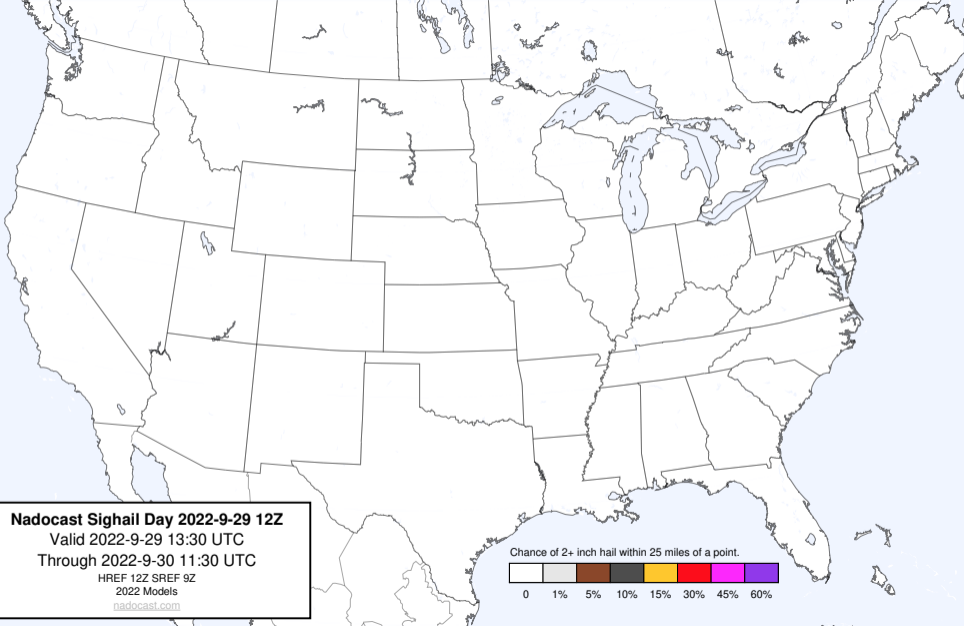 Nadocast Sighail Day 2022-9-29 12Z
Valid 2022-9-29 13:30 UTC
Through 2022-9-30 11:30 UTC
HREF 12Z SREF 9Z
2022 Models
nadocast.com
Chance of 2+ inch hail within 25 miles of a point.
0 1% 5% 10% 15% 30% 45% 60%